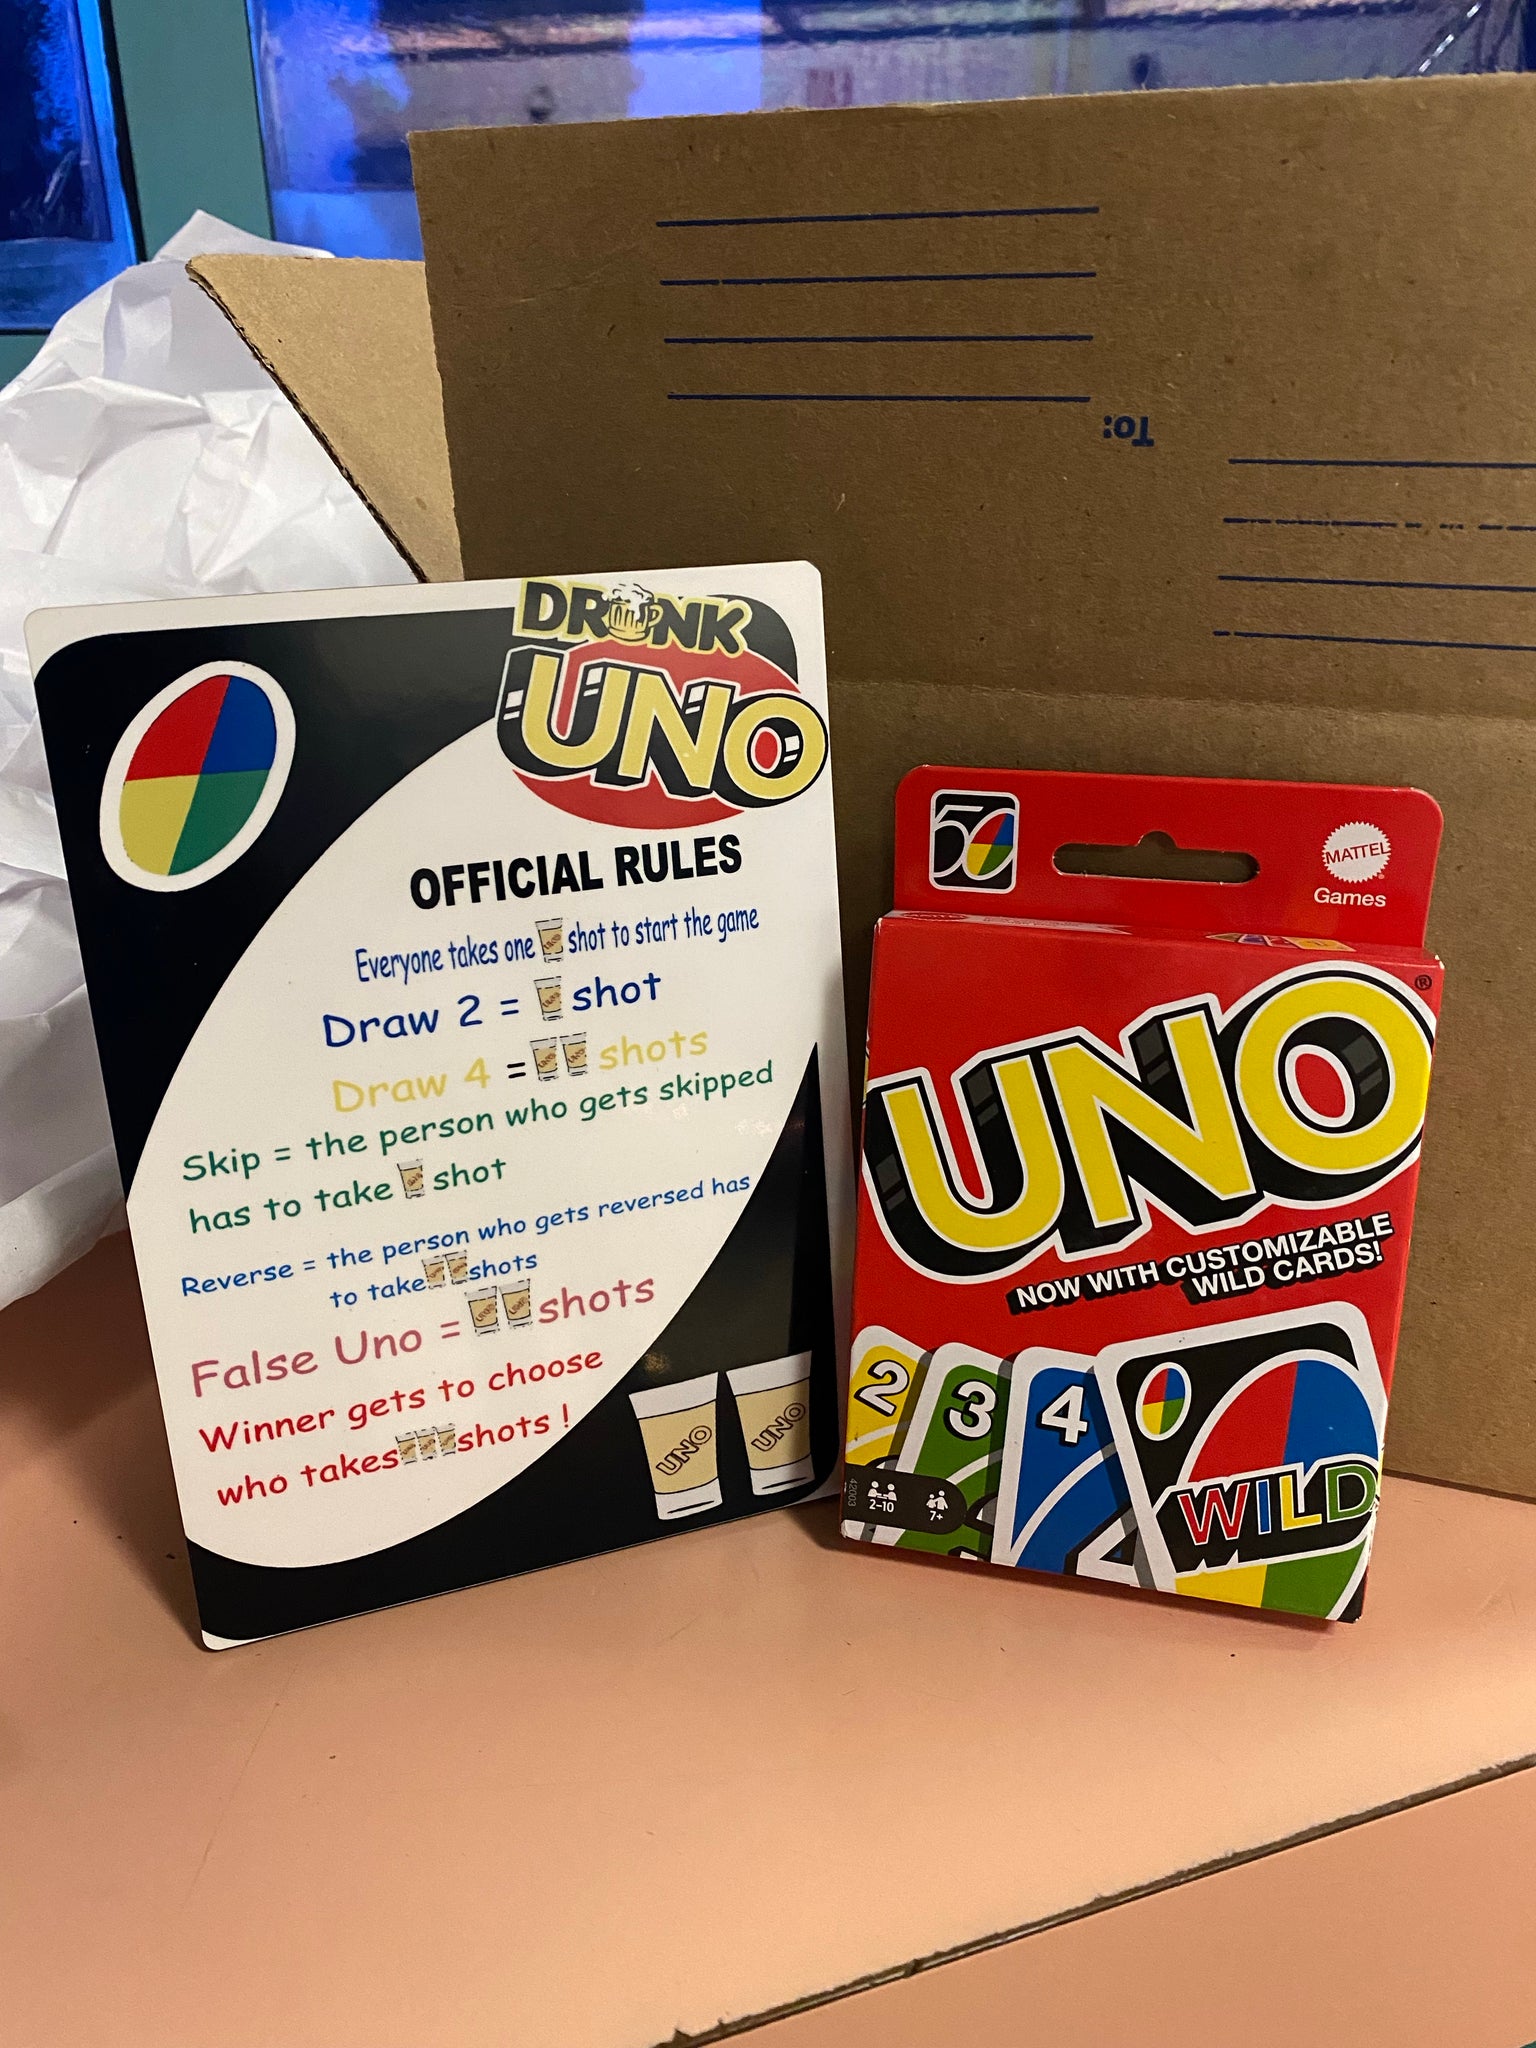 To:
DRUNK
UNO
OFFICIAL RULES
Everyone takes one shot to start the game
Draw 2 = shot
Draw 4 = shots
Skip = the person who gets skipped
has to take shot
Reverse = the person who gets reversed has
to take shots
False Uno = shots
Winner gets to choose
who takes shots !
UNO
UNO
50
MATTEL
Games
UNO®
NOW WITH CUSTOMIZABLE
WILD CARDS!
2
3
4
WILD
42003
2-10
7+